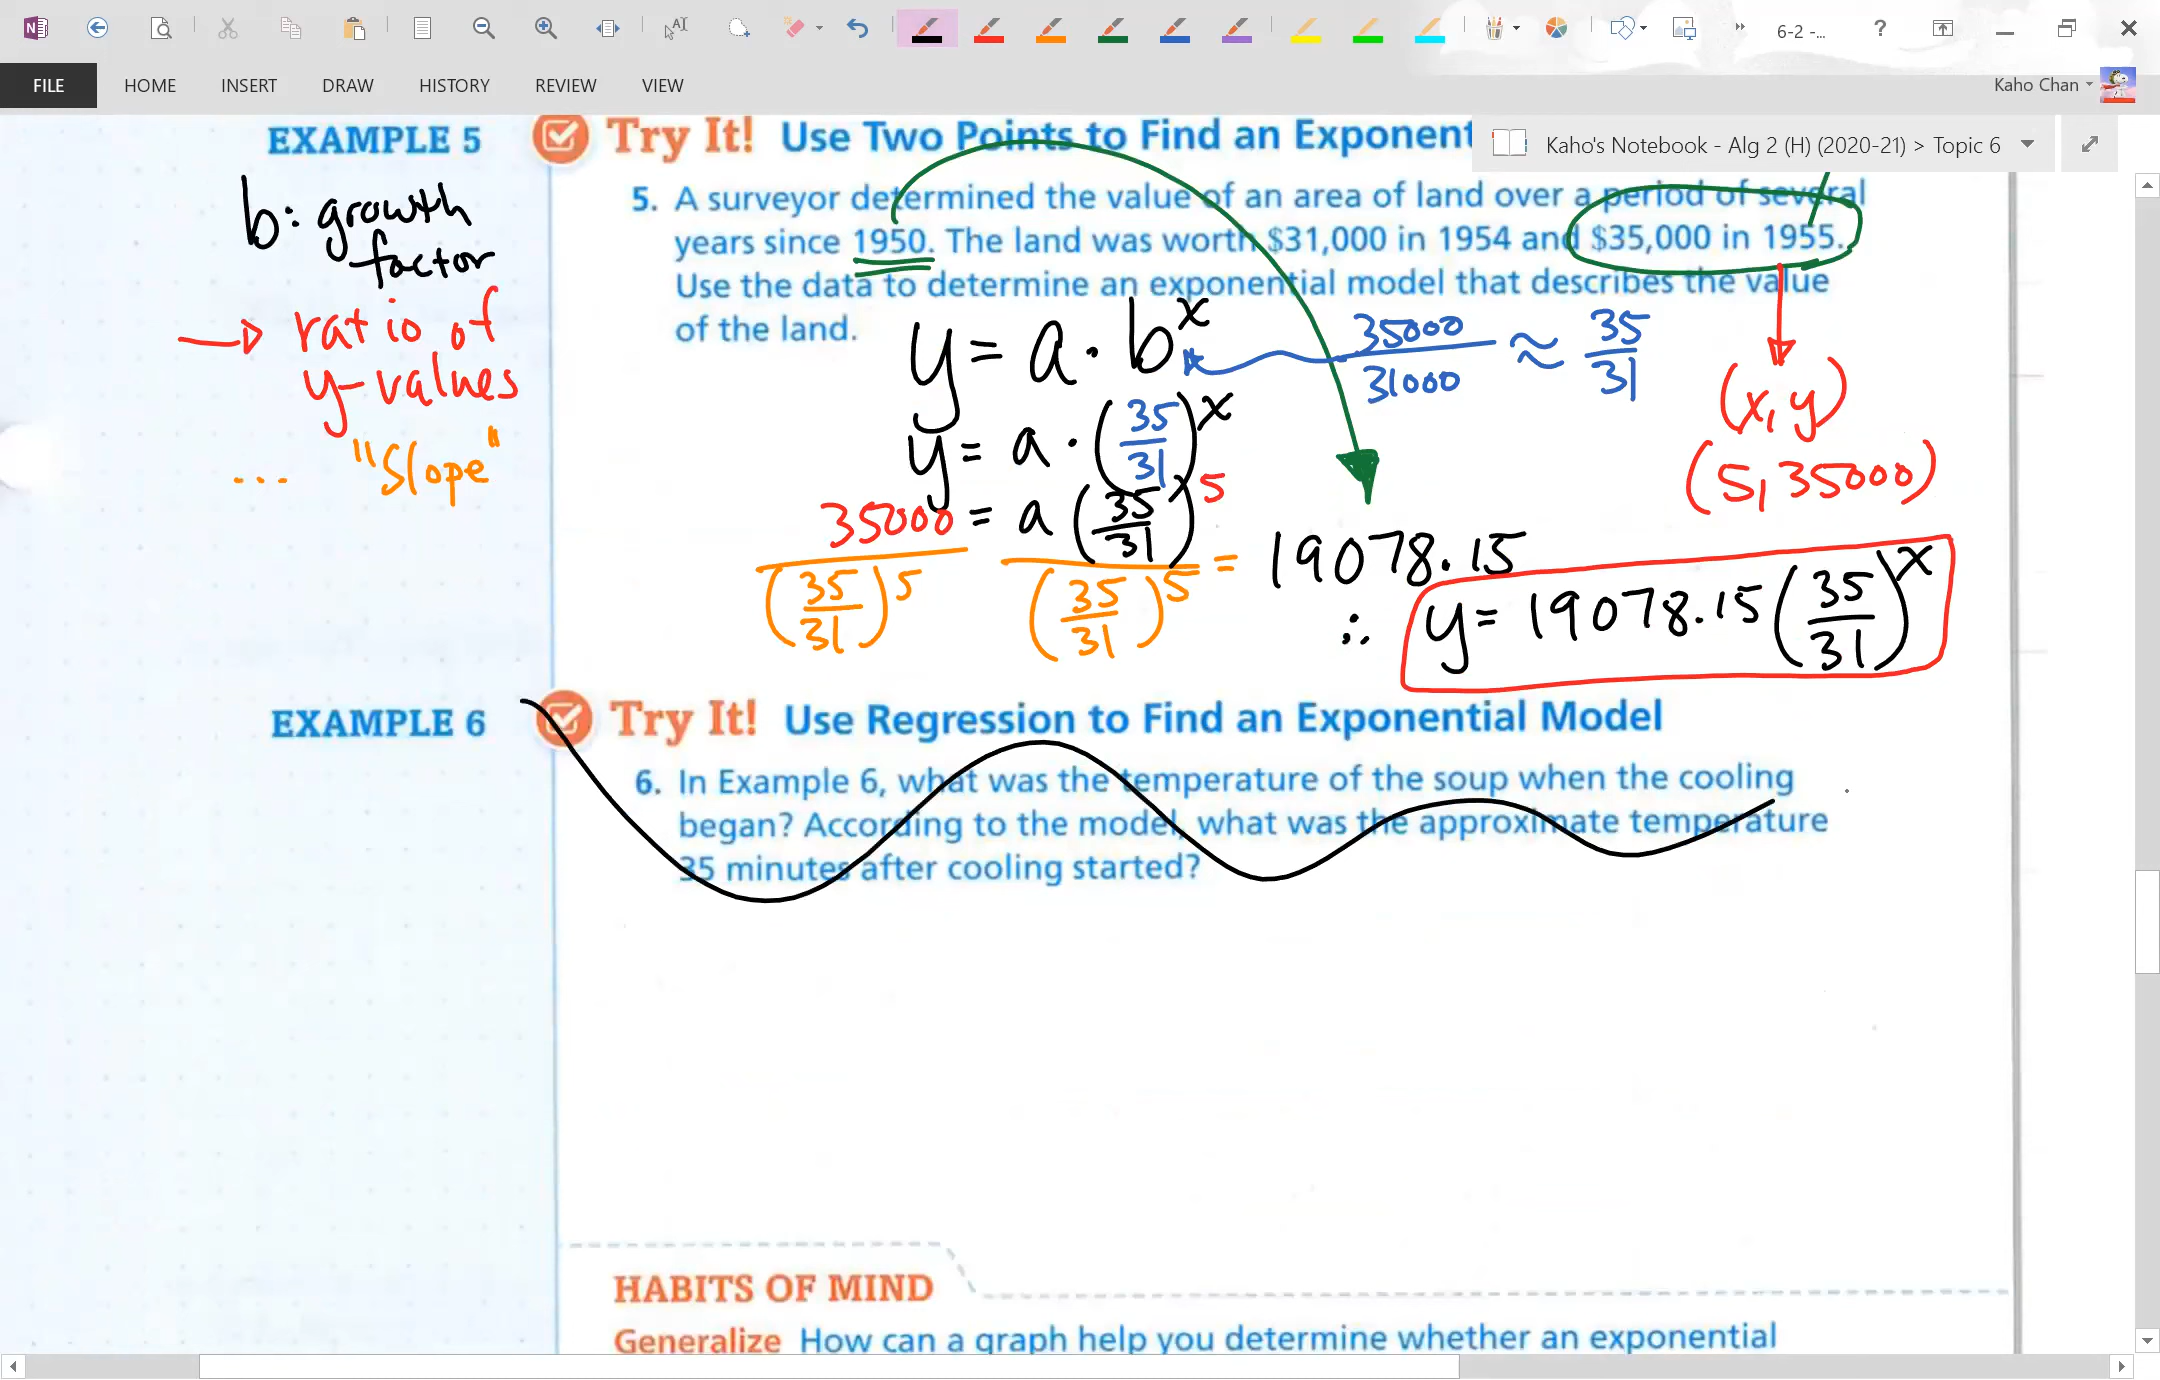 6-2 -...
FILE HOME INSERT DRAW HISTORY REVIEW VIEW
Kaho Chan
Kaho's Notebook - Alg 2 (H) (2020-21) > Topic 6
EXAMPLE 5
Try It! Use Two Points to Find an Exponent
5. A surveyor determined the value of an area of land over a period of several
years since 1950. The land was worth $31,000 in 1954 and $35,000 in 1955.
Use the data to determine an exponential model that describes the value
of the land.
b: growth
factor
→ ratio of
y-values
... "Slope"
y = a · b^x
35000/31000 ≈ 35/31
y = a · (35/31)^x
(x, y)
(5, 35000)
35000 = a (35/31)^x 5
(35/31)^5 (35/31)^5 = 19078.15
∴ y = 19078.15 (35/31)^x
EXAMPLE 6
Try It! Use Regression to Find an Exponential Model
6. In Example 6, what was the temperature of the soup when the cooling
began? According to the model, what was the approximate temperature
35 minutes after cooling started?
HABITS OF MIND
Generalize How can a graph help you determine whether an exponential